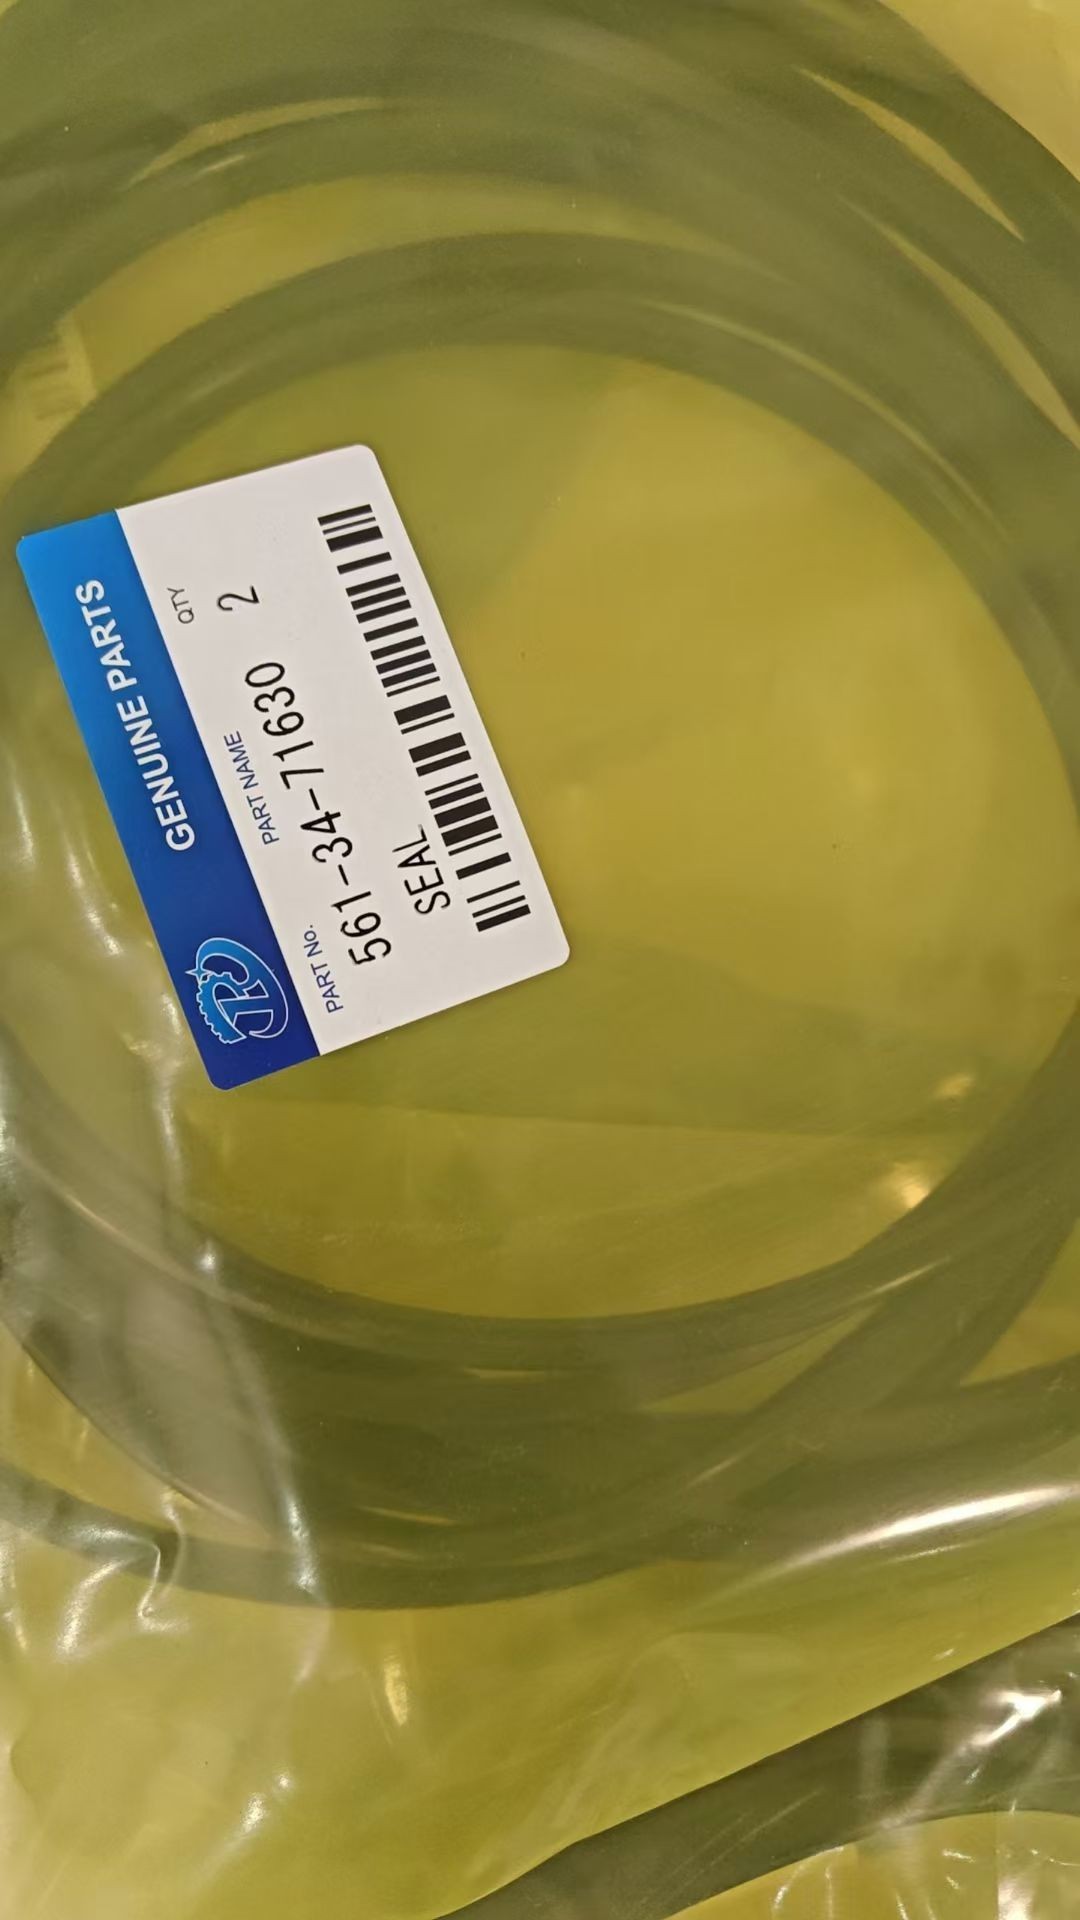 GENUINE PARTS
PART NO. PART NAME QTY
561-34-71630 2
SEAL